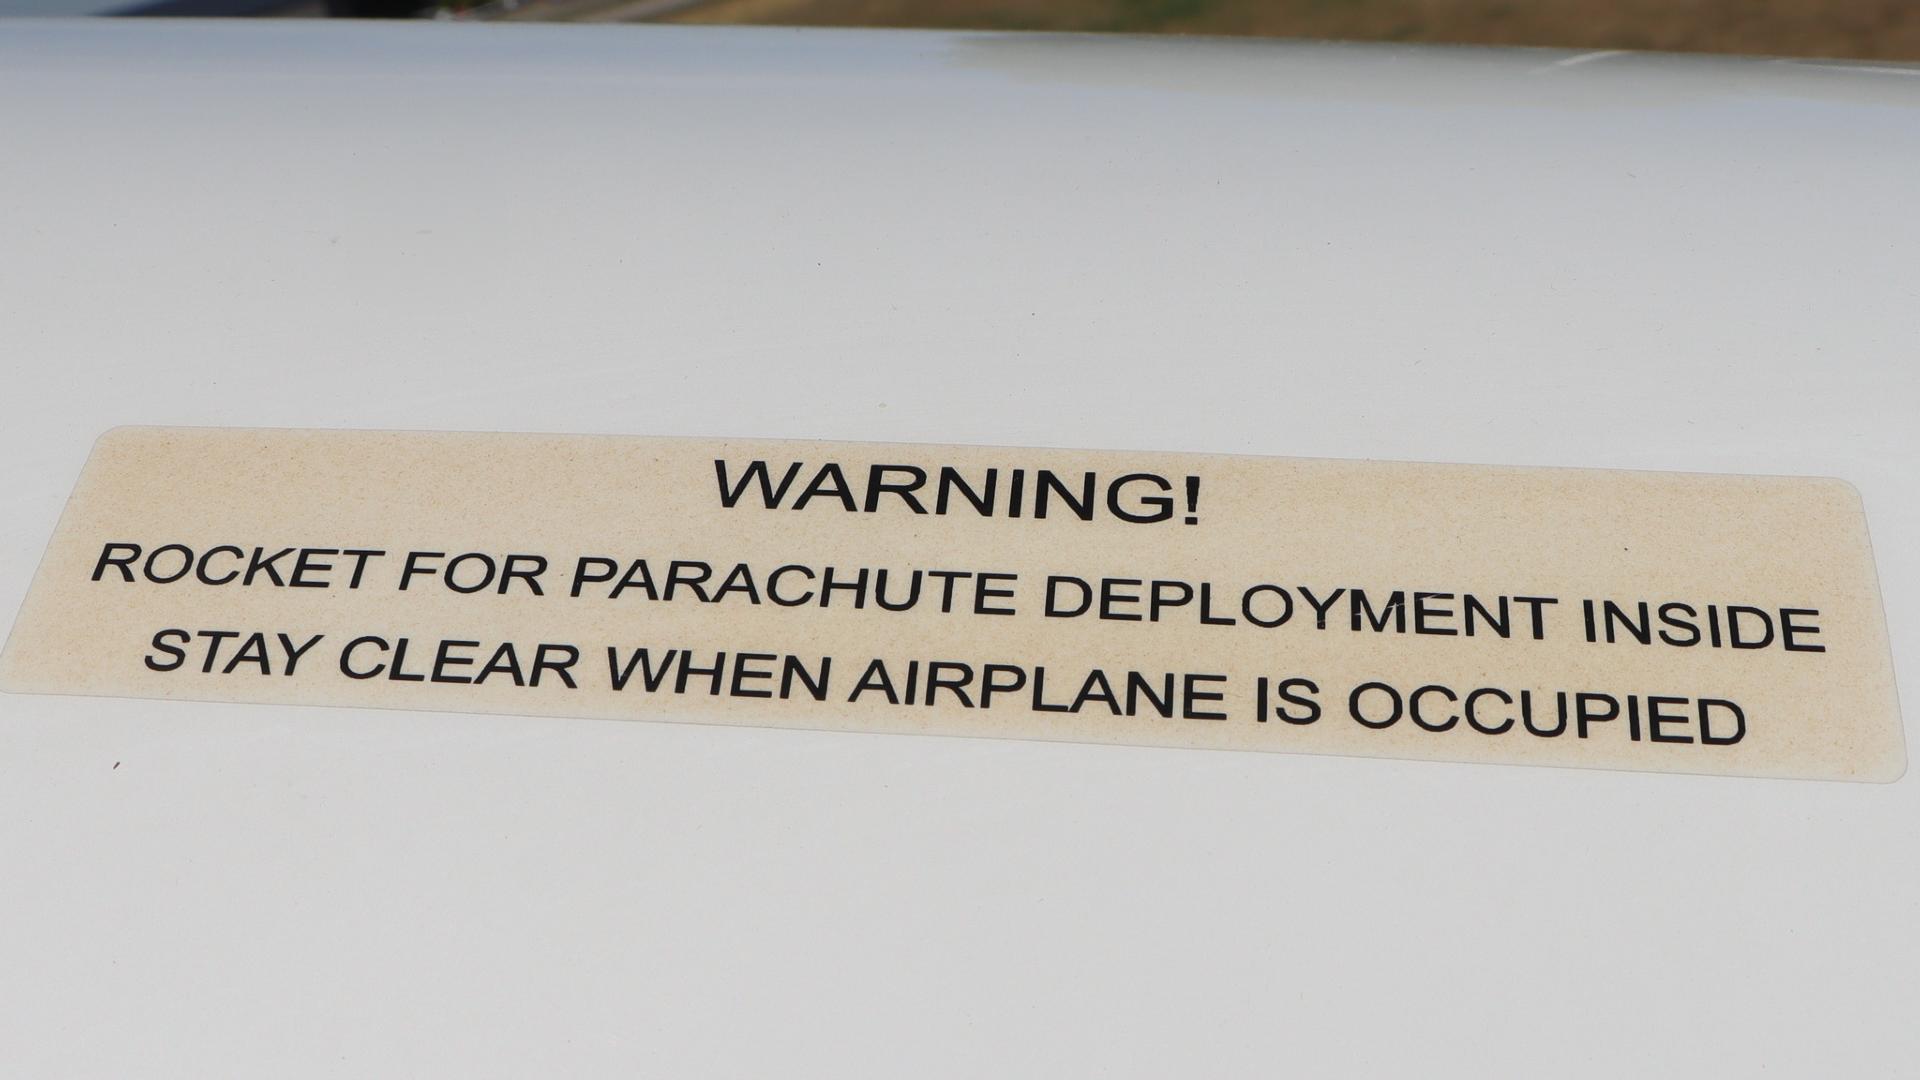 WARNING!
ROCKET FOR PARACHUTE DEPLOYMENT INSIDE
STAY CLEAR WHEN AIRPLANE IS OCCUPIED